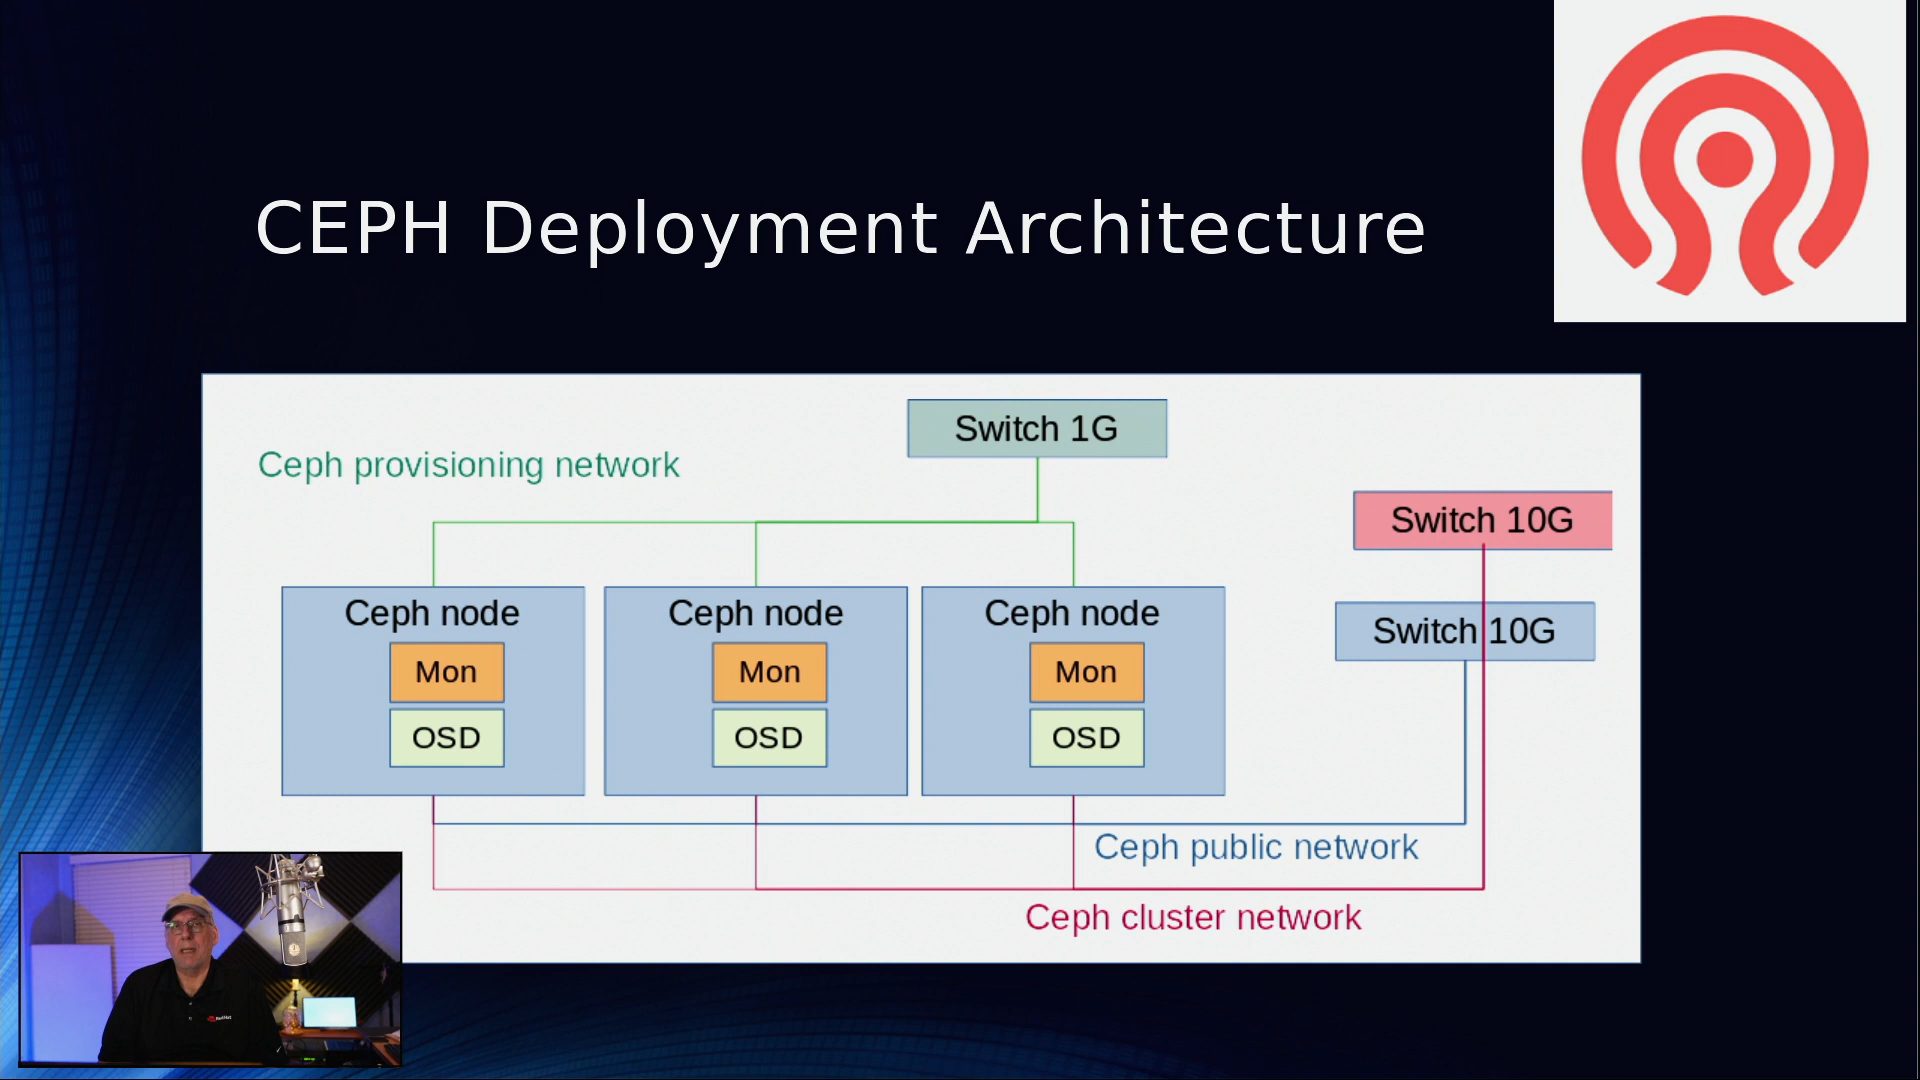 CEPH Deployment Architecture
Switch 1G
Ceph provisioning network
Switch 10G
Ceph node
Ceph node
Ceph node
Switch 10G
Mon
Mon
Mon
OSD
OSD
OSD
Ceph public network
Ceph cluster network